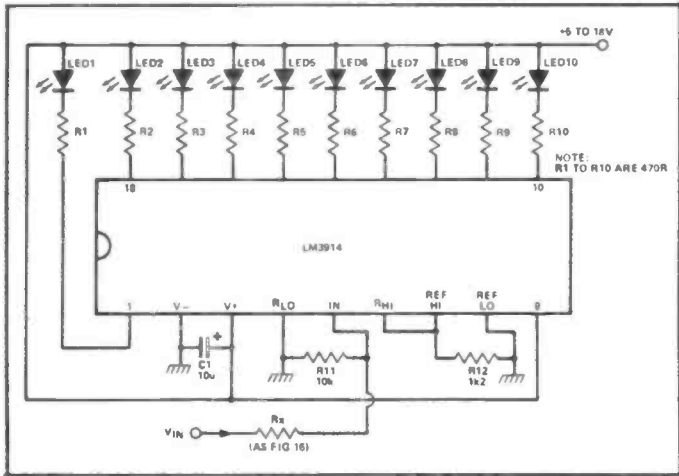 +5 TO 18V
LED1 LED2 LED3 LED4 LED5 LED6 LED7 LED8 LED9 LED10
R1 R2 R3 R4 R5 R6 R7 R8 R9 R10
NOTE:
R1 TO R10 ARE 470R
18 10
LM3914
1 V− V+ RLO IN RHI REF HI REF LO 9
C1
10u
+
R11
10k
R12
1k2
VIN
Rx
(AS FIG 16)